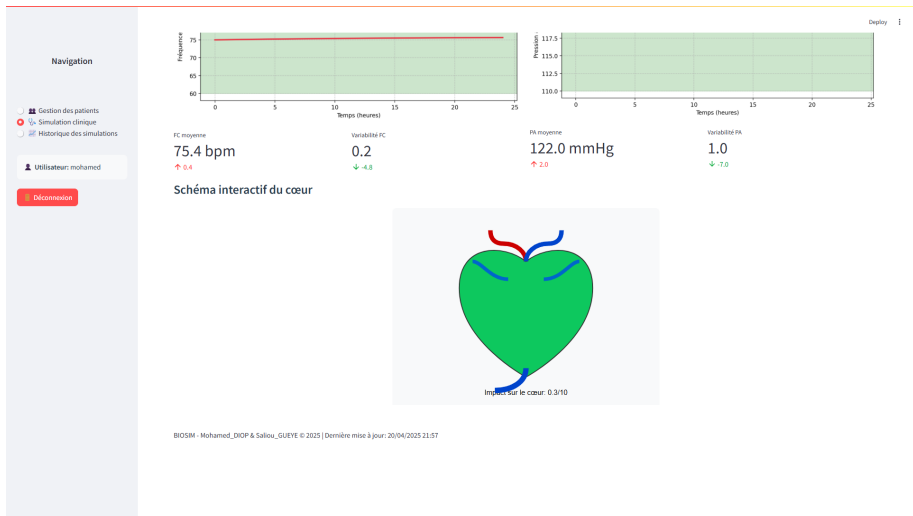 Deploy
Navigation
Gestion des patients
Simulation clinique
Historique des simulations
Utilisateur: mohamed
Déconnexion
Fréquence
75
70
65
60
0 5 10 15 20 25
Temps (heures)
Pression
117.5
115.0
112.5
110.0
0 5 10 15 20 25
Temps (heures)
FC moyenne
75.4 bpm
↑ 0.4
Variabilité FC
0.2
↓ -4.8
PA moyenne
122.0 mmHg
↑ 2.0
Variabilité PA
1.0
↓ -7.0
Schéma interactif du cœur
Impact sur le cœur: 0.3/10
BIOSIM - Mohamed_DIOP & Saliou_GUEYE © 2025 | Dernière mise à jour: 20/04/2025 21:57